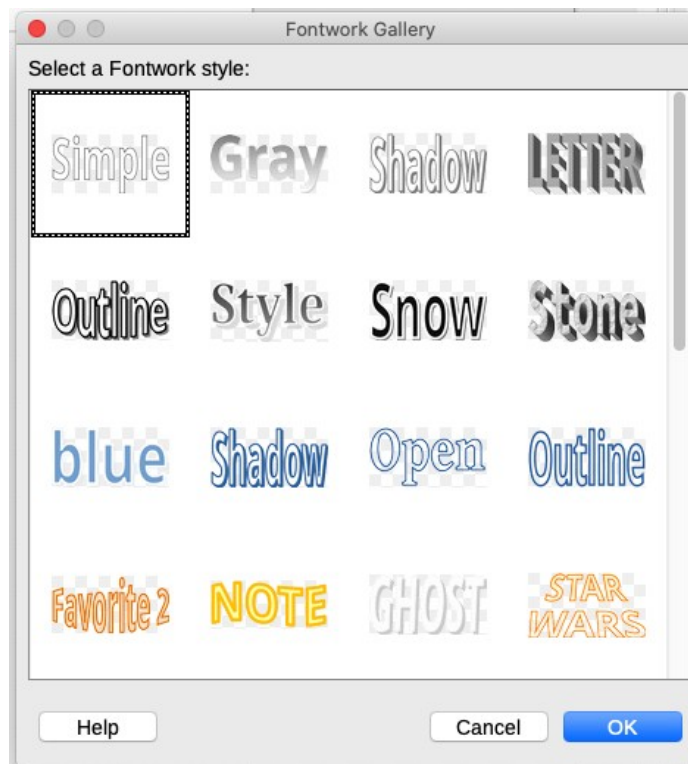 Fontwork Gallery
Select a Fontwork style:
Simple Gray Shadow LETTER
Outline Style Snow Stone
blue Shadow Open Outline
Favorite 2 NOTE GHOST STAR WARS
Help Cancel OK